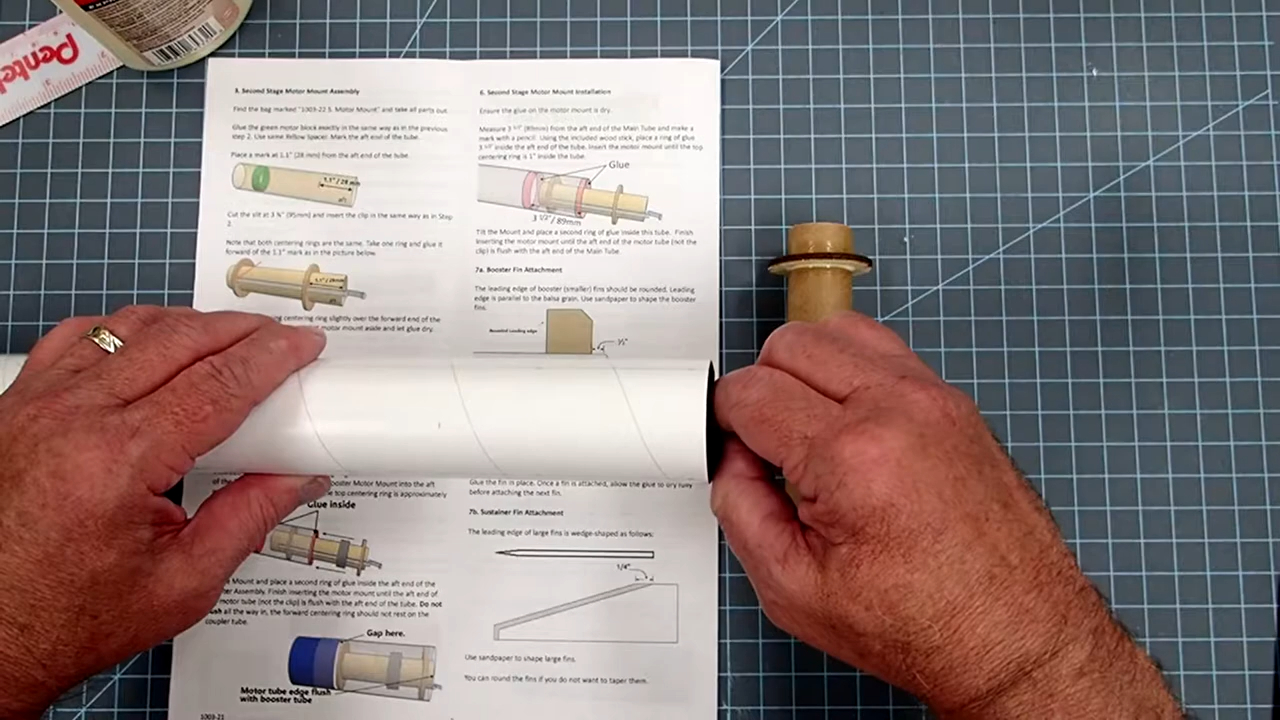 Pentel
3. Second Stage Motor Mount Assembly
Find the bag marked "1003-22 S. Motor Mount" and take all parts out.
Glue the green motor block exactly in the same way as in the previous
step 2. Use same Yellow Spacer. Mark the aft end of the tube.
Place a mark at 1.1" (28 mm) from the aft end of the tube.
1.1" / 28 mm
aft
Cut the slit at 3 ¾" (95mm) and insert the clip in the same way as in Step
2.
Note that both centering rings are the same. Take one ring and glue it
forward of the 1.1" mark as in the picture below.
centering ring slightly over the forward end of the
motor mount aside and let glue dry.
Booster Motor Mount into the aft
top centering ring is approximately
Glue inside
Mount and place a second ring of glue inside the aft end of the
Assembly. Finish inserting the motor mount until the aft end of
motor tube (not the clip) is flush with the aft end of the tube. Do not
all the way in, the forward centering ring should not rest on the
coupler tube.
Gap here.
Motor tube edge flush
with booster tube
1003-21
6. Second Stage Motor Mount Installation
Ensure the glue on the motor mount is dry.
Measure 3 1/2" (89mm) from the aft end of the Main Tube and make a
mark with a pencil. Using the included wood stick, place a ring of glue
3 1/2" inside the aft end of tube. Insert the motor mount until the top
centering ring is 1" inside the tube.
Glue
3 1/2" / 89mm
Tilt the Mount and place a second ring of glue inside this tube. Finish
inserting the motor mount until the aft end of the motor tube (not the
clip) is flush with the aft end of the Main Tube.
7a. Booster Fin Attachment
The leading edge of booster (smaller) fins should be rounded. Leading
edge is parallel to the balsa grain. Use sandpaper to shape the booster
fins.
Rounded Leading edge
½"
Glue the fin in place. Once a fin is attached, allow the glue to dry fully
before attaching the next fin.
7b. Sustainer Fin Attachment
The leading edge of large fins is wedge-shaped as follows:
1/4"
Use sandpaper to shape large fins.
You can round the fins if you do not want to taper them.